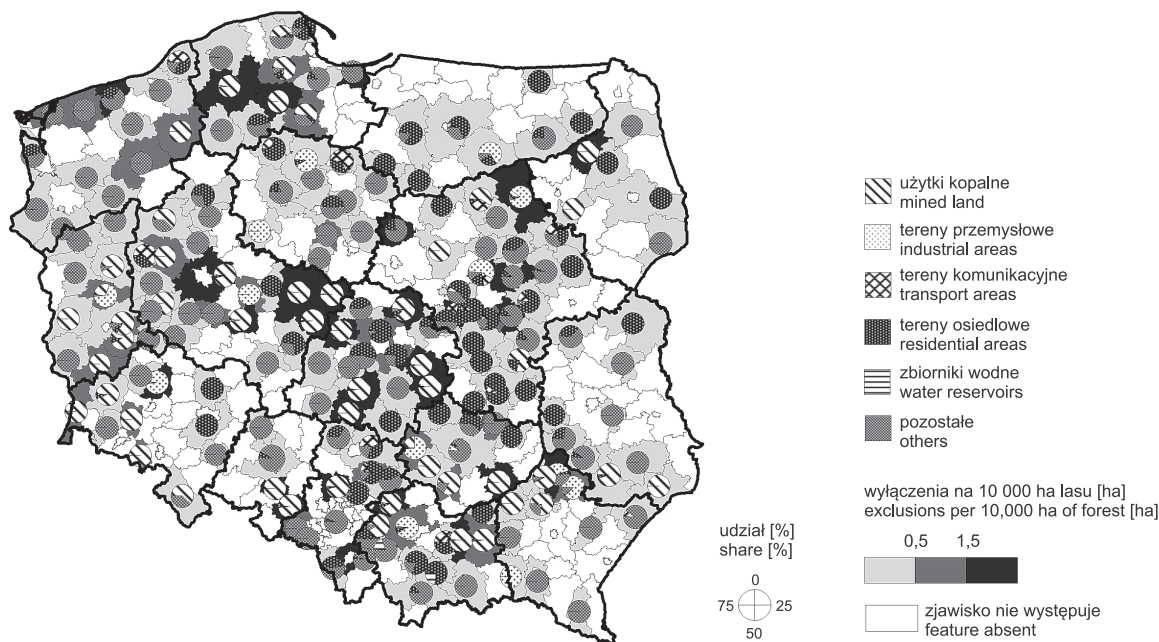 użytki kopalne
mined land
tereny przemysłowe
industrial areas
tereny komunikacyjne
transport areas
tereny osiedlowe
residential areas
zbiorniki wodne
water reservoirs
pozostałe
others
wyłączenia na 10 000 ha lasu [ha]
exclusions per 10,000 ha of forest [ha]
0,5 1,5
zjawisko nie występuje
feature absent
udział [%]
share [%]
0
75 25
50